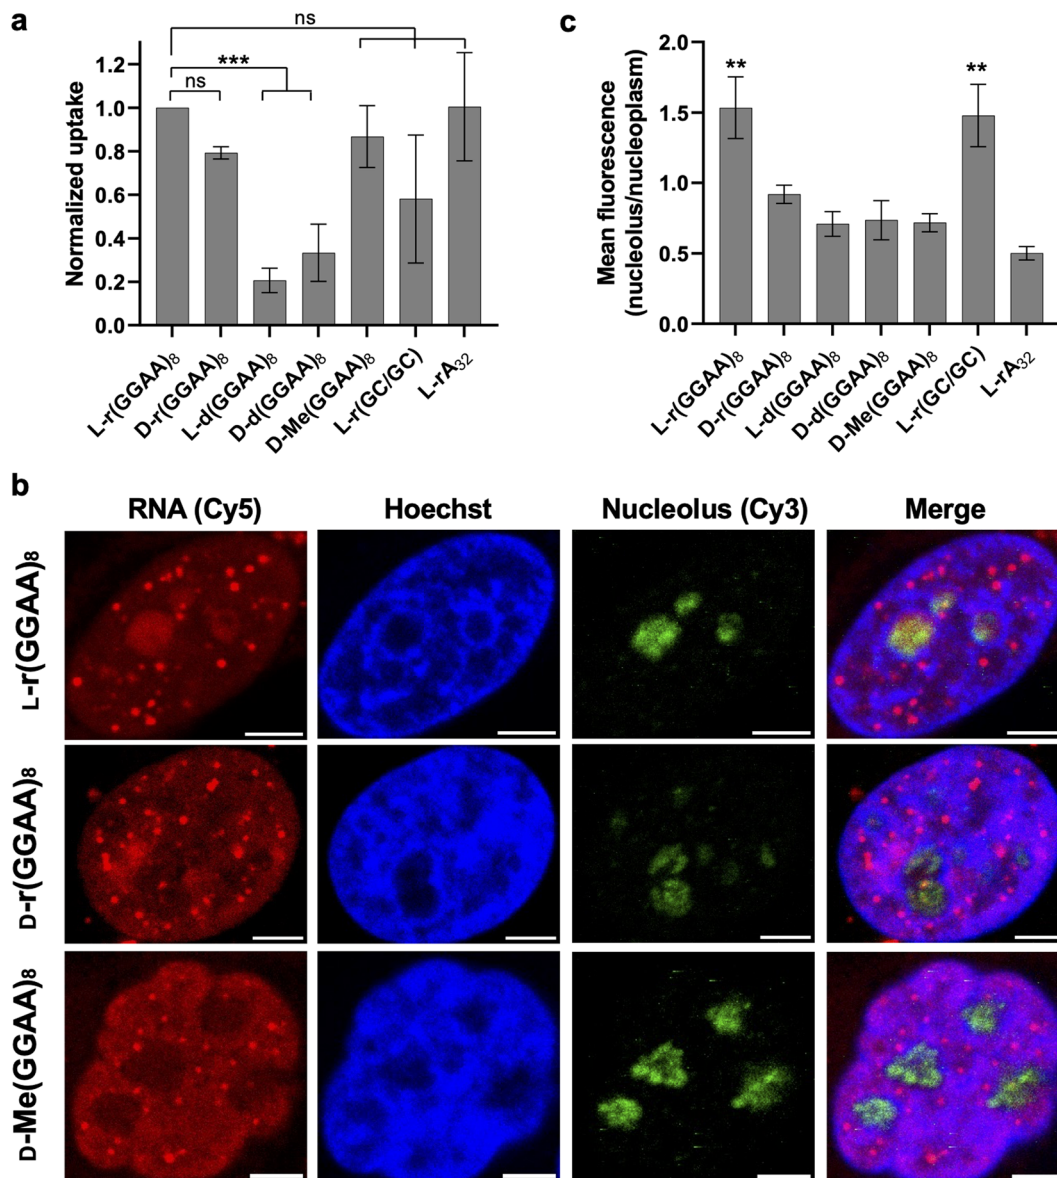 a
ns
***
ns
Normalized uptake
1.2
1.0
0.8
0.6
0.4
0.2
0.0
L-r(GGAA)8
D-r(GGAA)8
L-d(GGAA)8
D-d(GGAA)8
D-Me(GGAA)8
L-r(GC/GC)
L-rA32
c
Mean fluorescence
(nucleolus/nucleoplasm)
2.0
1.5
1.0
0.5
0.0
**
**
L-r(GGAA)8
D-r(GGAA)8
L-d(GGAA)8
D-d(GGAA)8
D-Me(GGAA)8
L-r(GC/GC)
L-rA32
b
RNA (Cy5)
Hoechst
Nucleolus (Cy3)
Merge
L-r(GGAA)8
D-r(GGAA)8
D-Me(GGAA)8